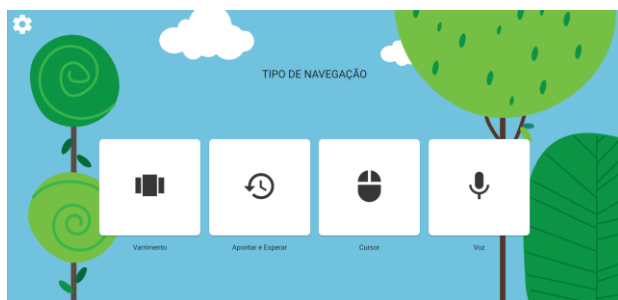 TIPO DE NAVEGAÇÃO
Varrimento
Apontar e Esperar
Cursor
Voz